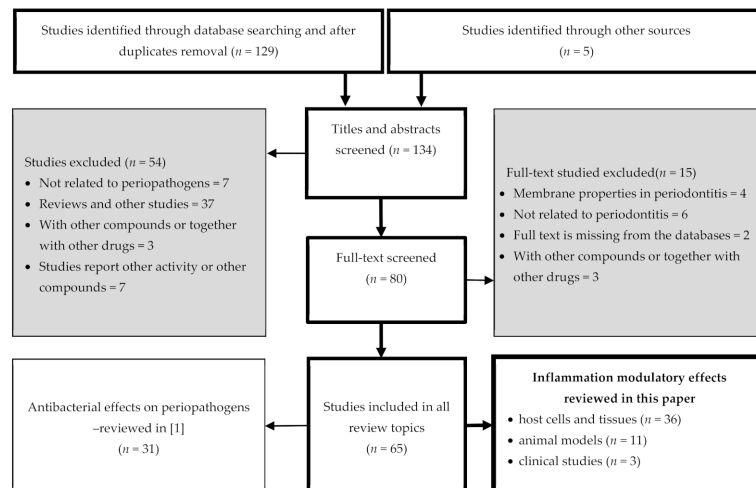 Studies identified through database searching and after
duplicates removal (n = 129)
Studies identified through other sources
(n = 5)
Titles and abstracts
screened (n = 134)
Studies excluded (n = 54)
• Not related to periopathogens = 7
• Reviews and other studies = 37
• With other compounds or together
with other drugs = 3
• Studies report other activity or other
compounds = 7
Full-text studied excluded(n = 15)
• Membrane properties in periodontitis = 4
• Not related to periodontitis = 6
• Full text is missing from the databases = 2
• With other compounds or together with
other drugs = 3
Full-text screened
(n = 80)
Antibacterial effects on periopathogens
–reviewed in [1]
(n = 31)
Studies included in all
review topics
(n = 65)
Inflammation modulatory effects
reviewed in this paper
• host cells and tissues (n = 36)
• animal models (n = 11)
• clinical studies (n = 3)